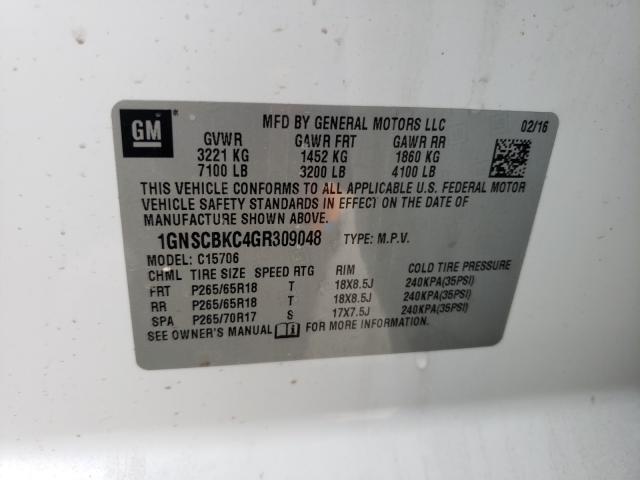 GM
MFD BY GENERAL MOTORS LLC 02/16
GVWR GAWR FRT GAWR RR
3221 KG 1452 KG 1860 KG
7100 LB 3200 LB 4100 LB
THIS VEHICLE CONFORMS TO ALL APPLICABLE U.S. FEDERAL MOTOR
VEHICLE SAFETY STANDARDS IN EFFECT ON THE DATE OF
MANUFACTURE SHOWN ABOVE.
1GNSCBKC4GR309048 TYPE: M.P.V.
MODEL: C15706
CHML TIRE SIZE SPEED RTG RIM COLD TIRE PRESSURE
FRT P265/65R18 T 18X8.5J 240KPA(35PSI)
RR P265/65R18 T 18X8.5J 240KPA(35PSI)
SPA P265/70R17 S 17X7.5J 240KPA(35PSI)
SEE OWNER'S MANUAL FOR MORE INFORMATION.